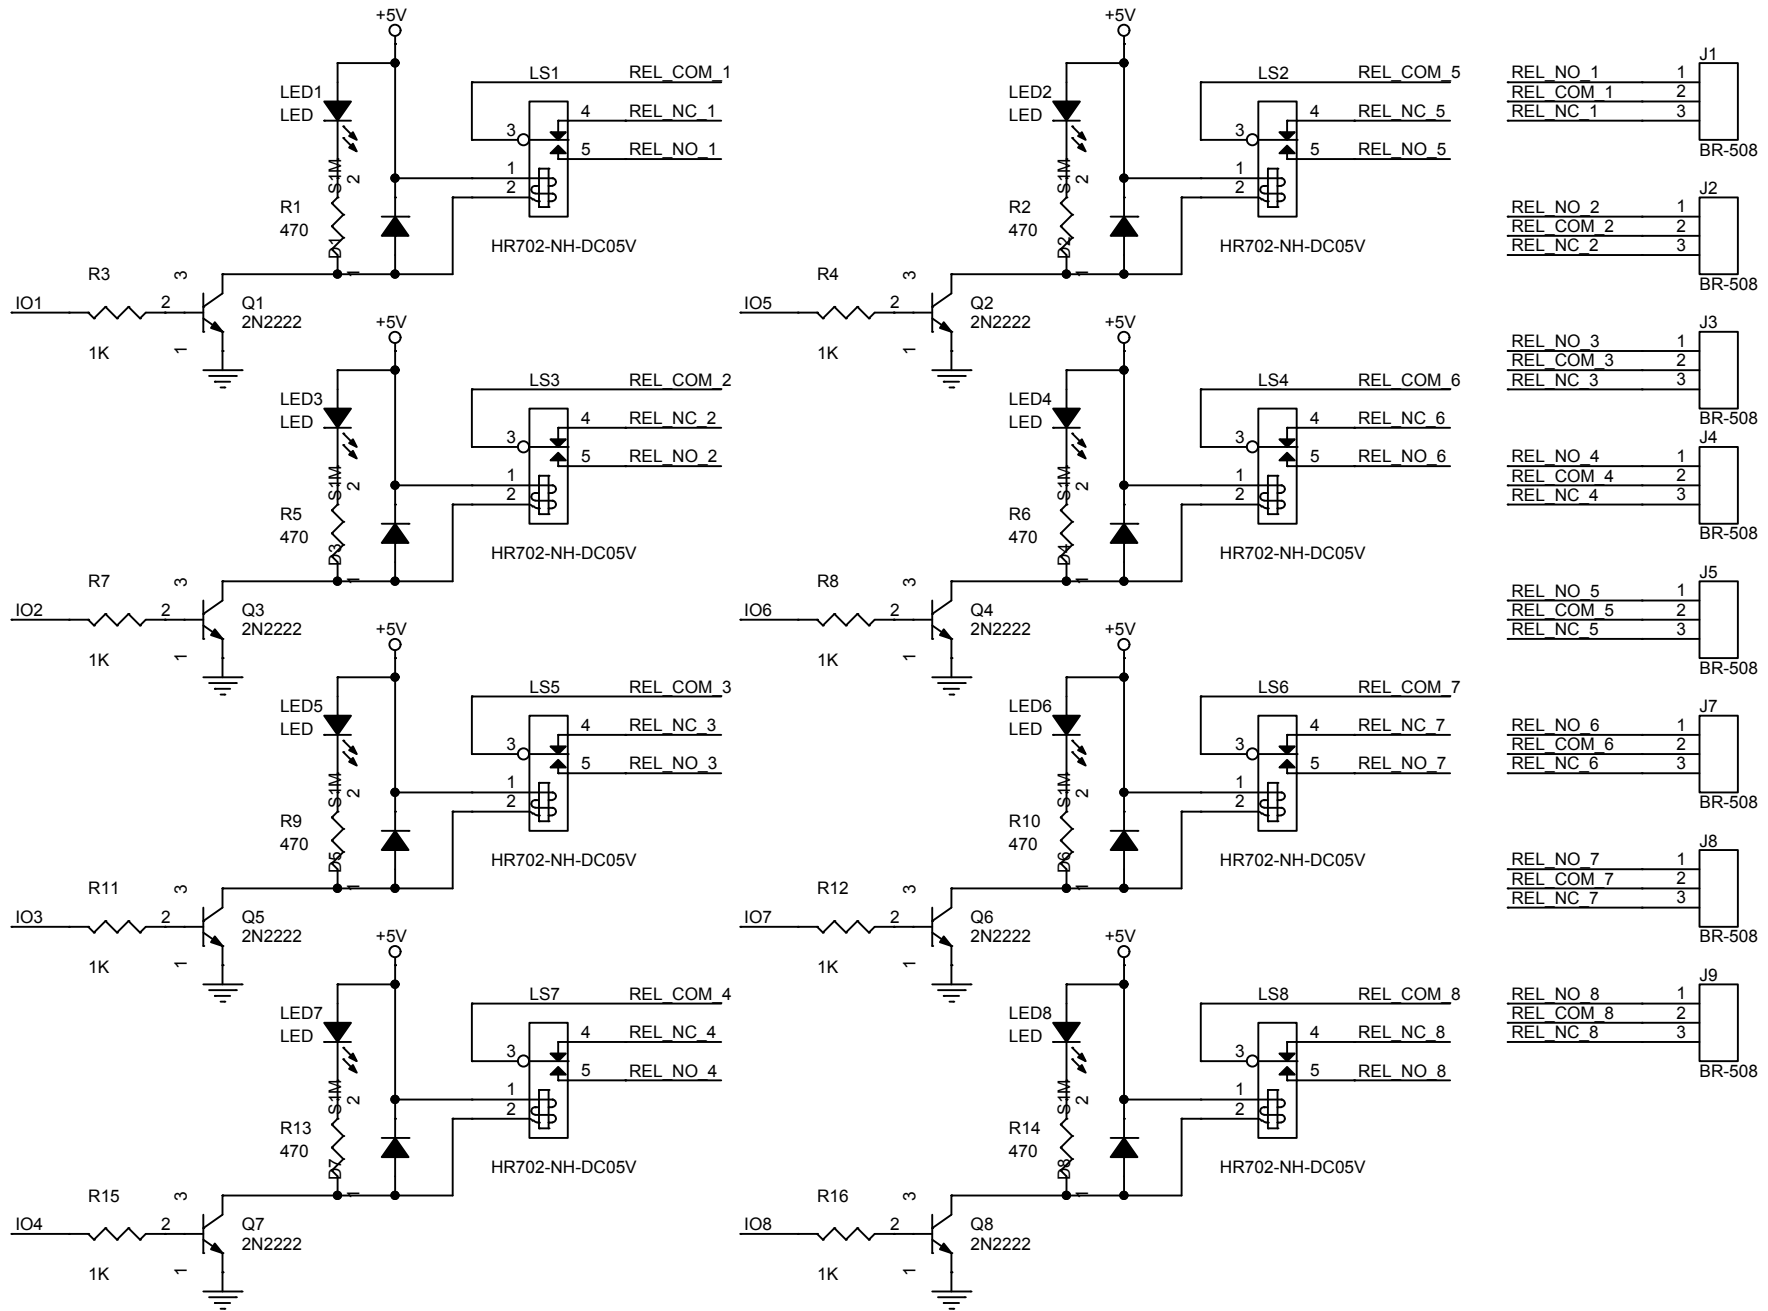 +5V
LS1
REL_COM_1
LED1
LED
4
REL_NC_1
3
5
REL_NO_1
S1M
2
1
2
R1
470
D1
1
HR702-NH-DC05V
R3
3
IO1
2
Q1
2N2222
1K
1
+5V
LS2
REL_COM_5
LED2
LED
4
REL_NC_5
3
5
REL_NO_5
S1M
2
1
2
R2
470
D2
1
HR702-NH-DC05V
R4
3
IO5
2
Q2
2N2222
1K
1
+5V
LS3
REL_COM_2
LED3
LED
4
REL_NC_2
3
5
REL_NO_2
S1M
2
1
2
R5
470
D3
1
HR702-NH-DC05V
R7
3
IO2
2
Q3
2N2222
1K
1
+5V
LS4
REL_COM_6
LED4
LED
4
REL_NC_6
3
5
REL_NO_6
S1M
2
1
2
R6
470
D4
1
HR702-NH-DC05V
R8
3
IO6
2
Q4
2N2222
1K
1
+5V
LS5
REL_COM_3
LED5
LED
4
REL_NC_3
3
5
REL_NO_3
S1M
2
1
2
R9
470
D5
1
HR702-NH-DC05V
R11
3
IO3
2
Q5
2N2222
1K
1
+5V
LS6
REL_COM_7
LED6
LED
4
REL_NC_7
3
5
REL_NO_7
S1M
2
1
2
R10
470
D6
1
HR702-NH-DC05V
R12
3
IO7
2
Q6
2N2222
1K
1
+5V
LS7
REL_COM_4
LED7
LED
4
REL_NC_4
3
5
REL_NO_4
S1M
2
1
2
R13
470
D7
1
HR702-NH-DC05V
R15
3
IO4
2
Q7
2N2222
1K
1
+5V
LS8
REL_COM_8
LED8
LED
4
REL_NC_8
3
5
REL_NO_8
S1M
2
1
2
R14
470
D8
1
HR702-NH-DC05V
R16
3
IO8
2
Q8
2N2222
1K
1
J1
REL_NO_1 1
REL_COM_1 2
REL_NC_1 3
BR-508
J2
REL_NO_2 1
REL_COM_2 2
REL_NC_2 3
BR-508
J3
REL_NO_3 1
REL_COM_3 2
REL_NC_3 3
BR-508
J4
REL_NO_4 1
REL_COM_4 2
REL_NC_4 3
BR-508
J5
REL_NO_5 1
REL_COM_5 2
REL_NC_5 3
BR-508
J7
REL_NO_6 1
REL_COM_6 2
REL_NC_6 3
BR-508
J8
REL_NO_7 1
REL_COM_7 2
REL_NC_7 3
BR-508
J9
REL_NO_8 1
REL_COM_8 2
REL_NC_8 3
BR-508